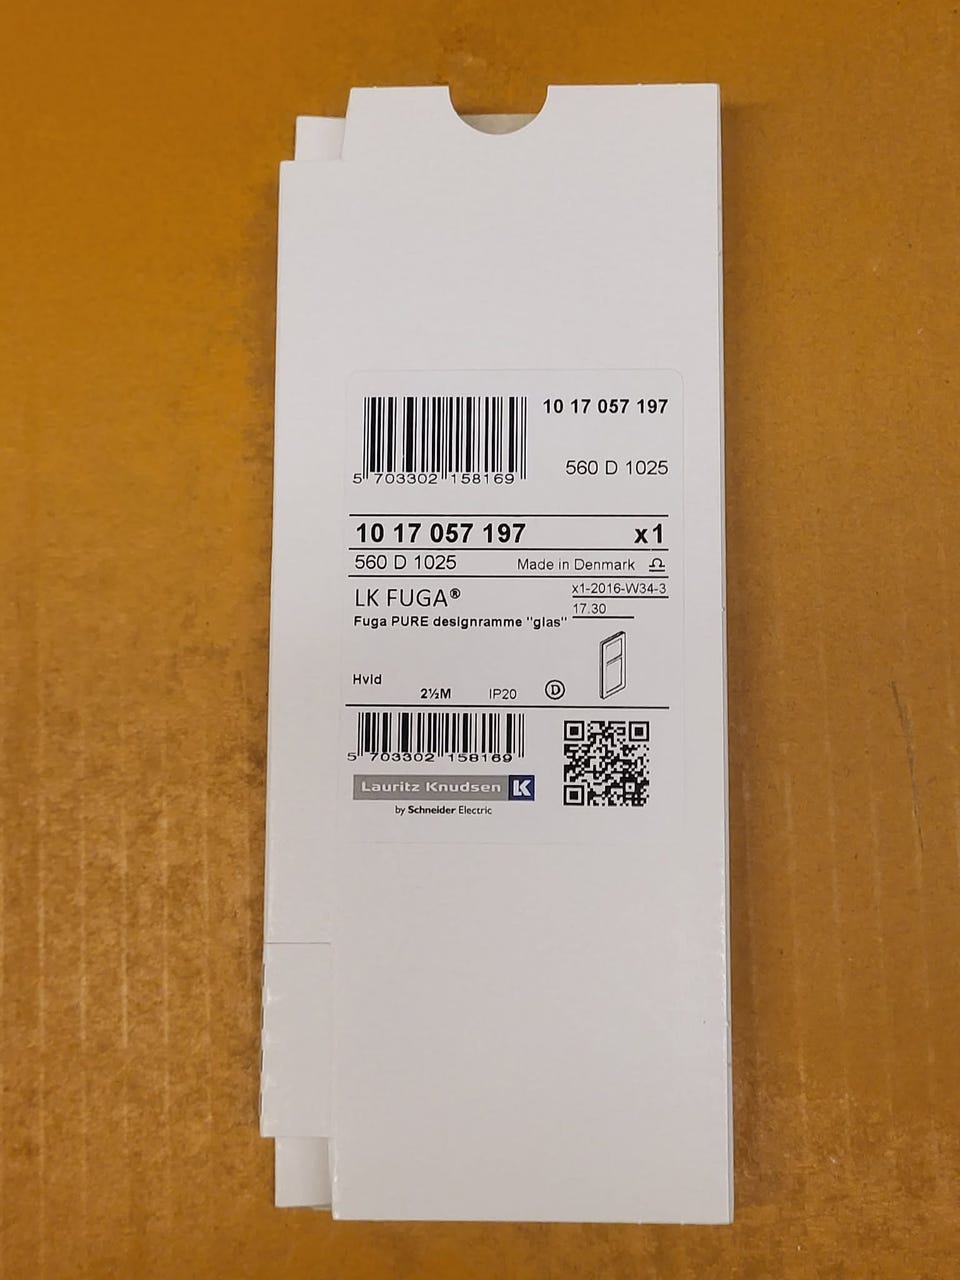 10 17 057 197
5 703302 158169
560 D 1025
10 17 057 197 x1
560 D 1025 Made in Denmark
LK FUGA® x1-2016-W34-3
17.30
Fuga PURE designramme "glas"
Hvid
2½M IP20 D
5 703302 158169
Lauritz Knudsen LK
by Schneider Electric